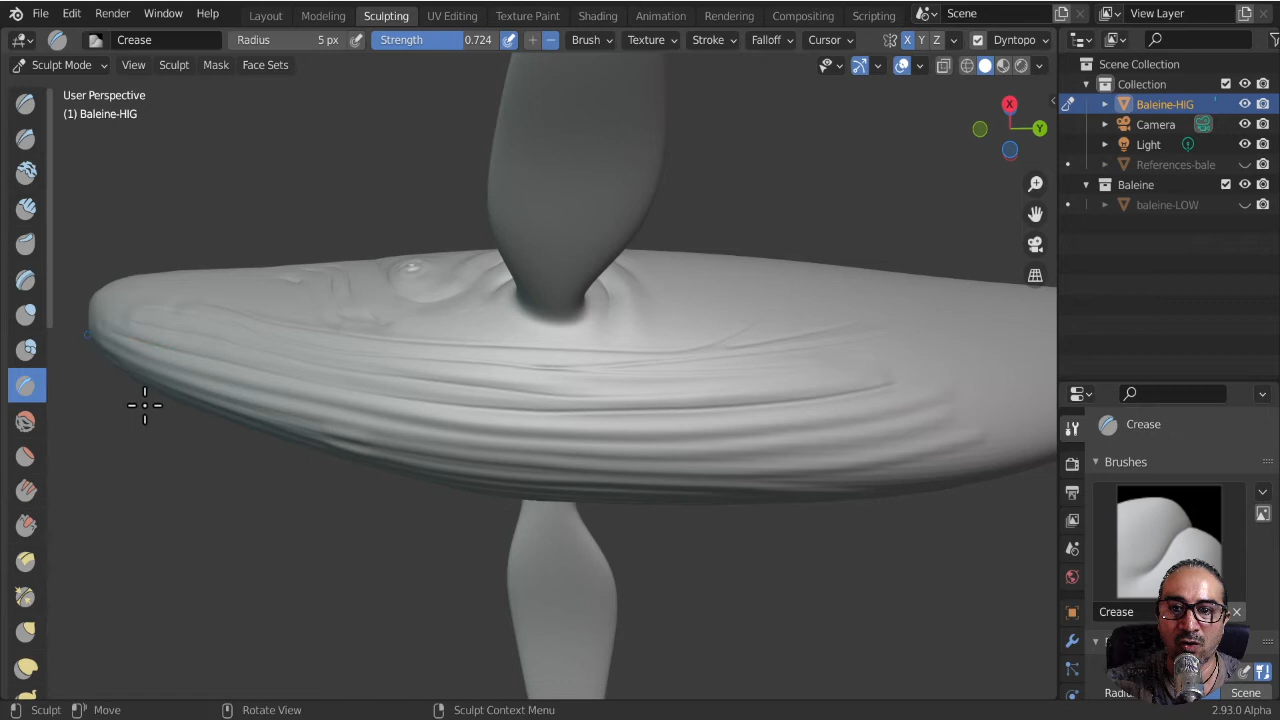 File Edit Render Window Help Layout Modeling Sculpting UV Editing Texture Paint Shading Animation Rendering Compositing Scripting Scene View Layer
Crease Radius 5 px Strength 0.724 Brush Texture Stroke Falloff Cursor X Y Z Dyntopo
Sculpt Mode View Sculpt Mask Face Sets
User Perspective
(1) Baleine-HIG
X
Y
Scene Collection
Collection
Baleine-HIG
Camera
Light
References-bale
Baleine
baleine-LOW
Crease
Brushes
Crease
Radiu
Scene
Sculpt Move Rotate View Sculpt Context Menu 2.93.0 Alpha